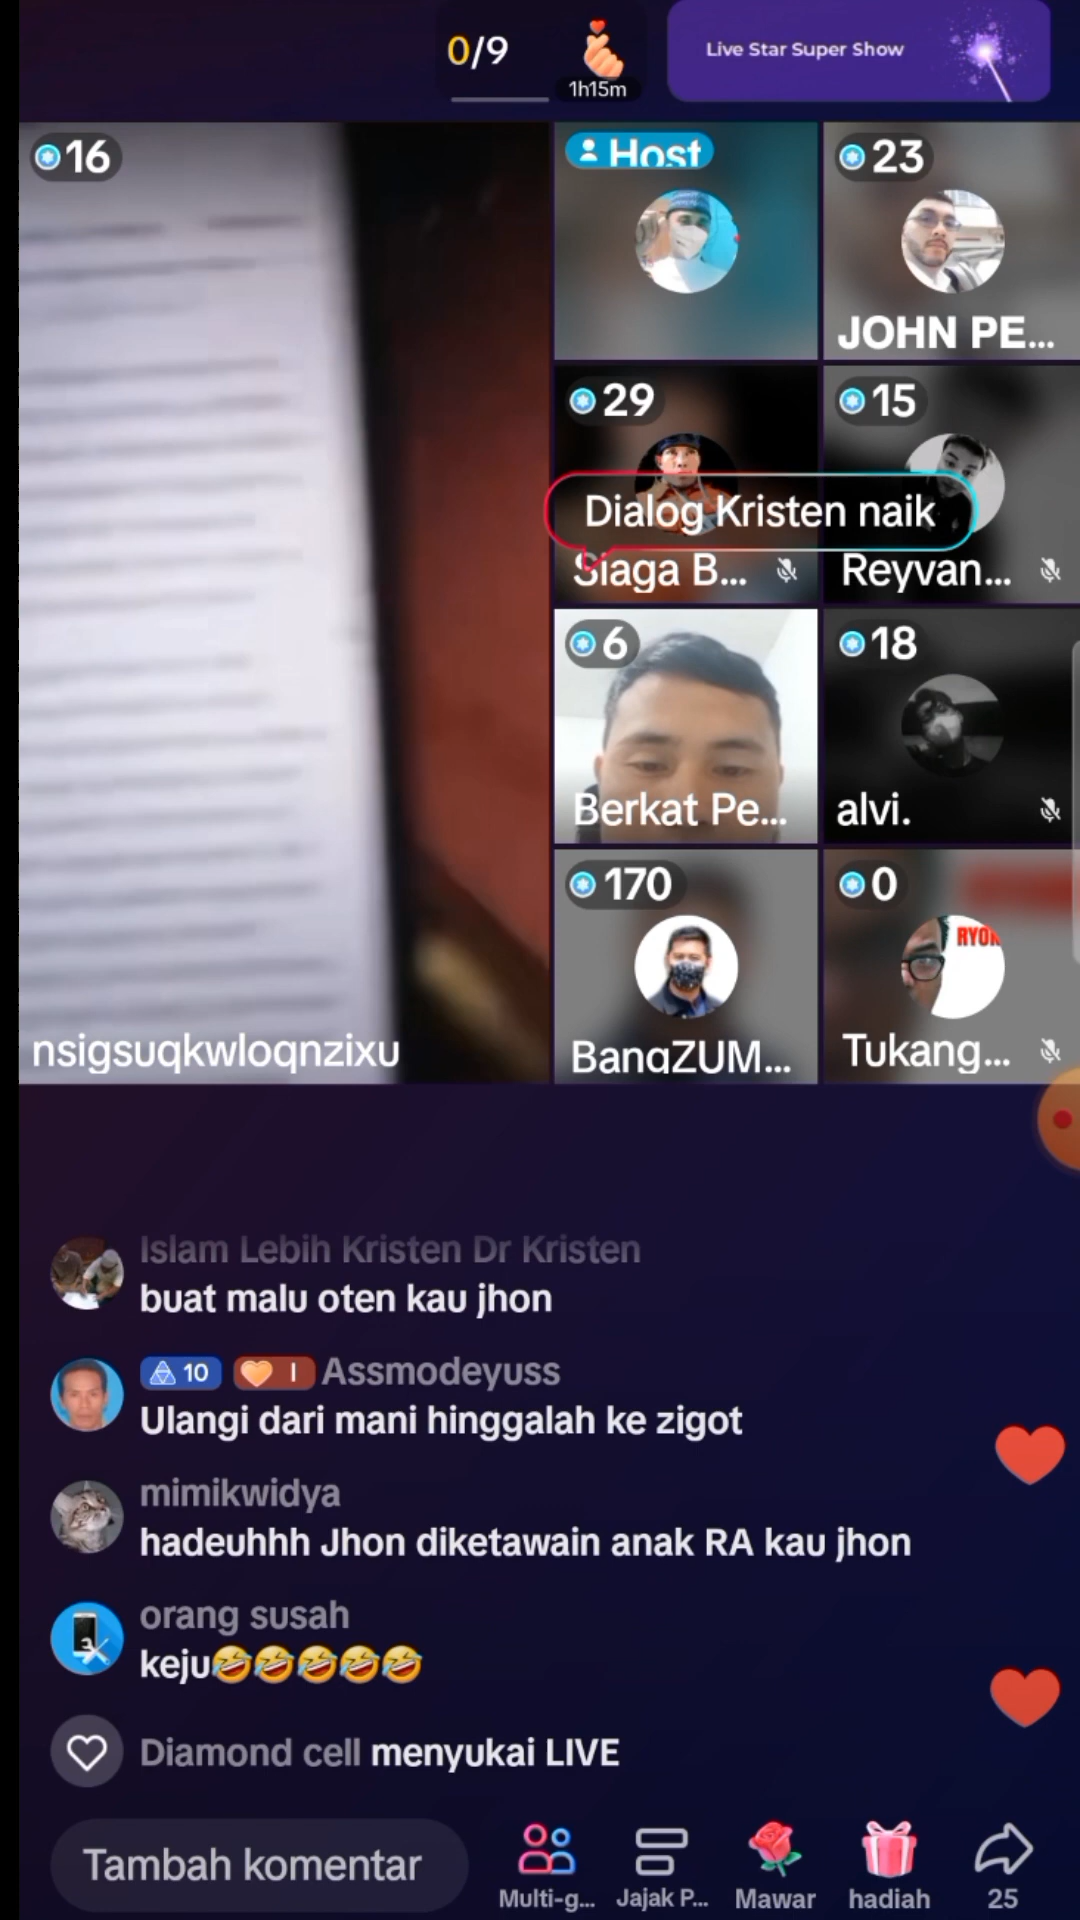 0/9
1h15m
Live Star Super Show
16
Host
23
JOHN PE...
29
15
Dialog Kristen naik
Siaga B...
Reyvan...
6
18
Berkat Pe...
alvi.
170
0
RYO
nsigsuqkwloqnzixu
BangZUM...
Tukang...
Islam Lebih Kristen Dr Kristen
buat malu oten kau jhon
10 I Assmodeyuss
Ulangi dari mani hinggalah ke zigot
mimikwidya
hadeuhhh Jhon diketawain anak RA kau jhon
orang susah
keju🤣🤣🤣🤣🤣
Diamond cell menyukai LIVE
Tambah komentar
Multi-g...
Jajak P...
Mawar
hadiah
25